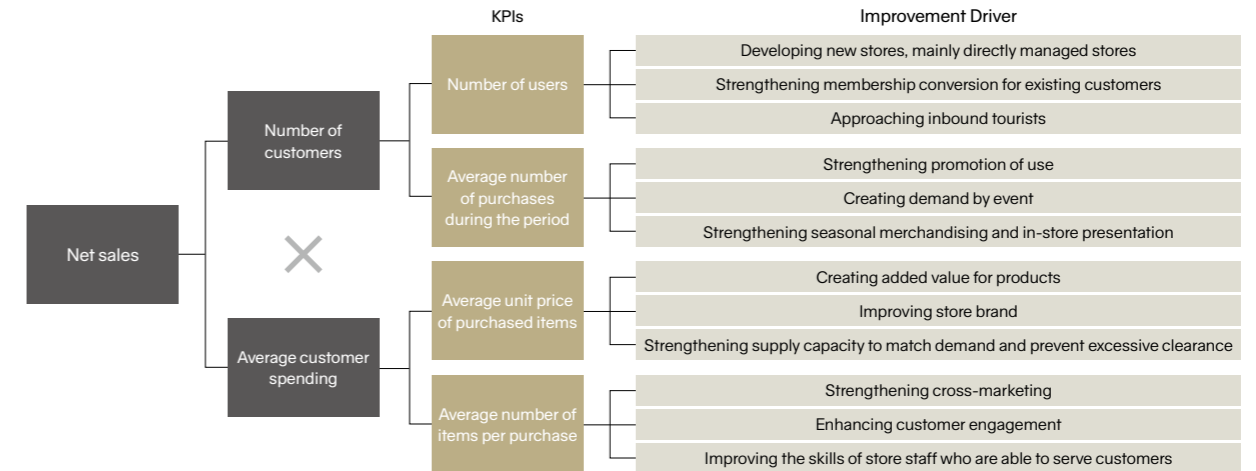 KPIs
Improvement Driver
Net sales
Number of
customers
×
Average customer
spending
Number of users
Developing new stores, mainly directly managed stores
Strengthening membership conversion for existing customers
Approaching inbound tourists
Average number
of purchases
during the period
Strengthening promotion of use
Creating demand by event
Strengthening seasonal merchandising and in-store presentation
Average unit price
of purchased items
Creating added value for products
Improving store brand
Strengthening supply capacity to match demand and prevent excessive clearance
Average number of
items per purchase
Strengthening cross-marketing
Enhancing customer engagement
Improving the skills of store staff who are able to serve customers